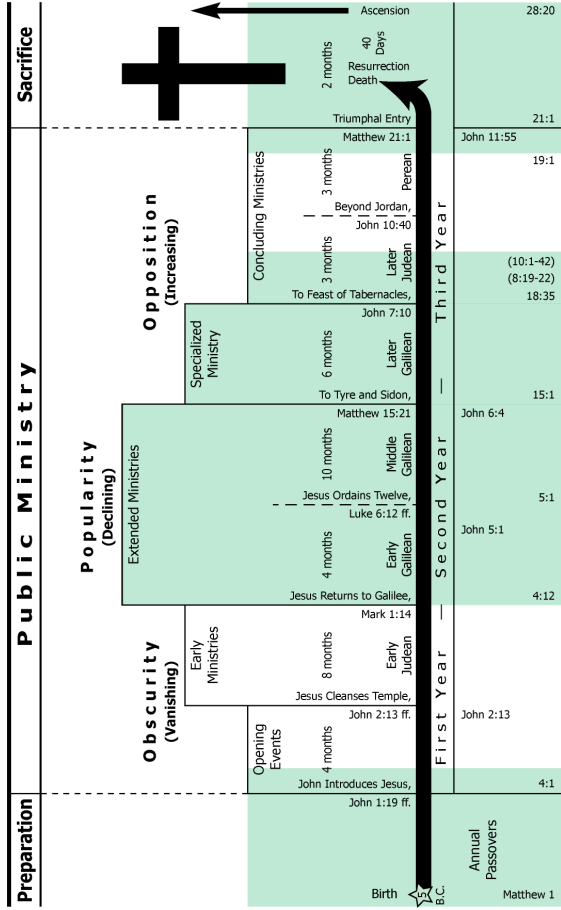 Preparation
Public Ministry
Sacrifice
Obscurity
(Vanishing)
Popularity
(Declining)
Opposition
(Increasing)
Opening
Events
Early
Ministries
Extended Ministries
Specialized
Ministry
Concluding Ministries
4 months
8 months
4 months
10 months
6 months
3 months
3 months
2 months
Early
Judean
Early
Galilean
Middle
Galilean
Later
Galilean
Later
Judean
Perean
Ascension
40
Days
Resurrection
Death
Triumphal Entry
Matthew 21:1
Beyond Jordan,
John 10:40
To Feast of Tabernacles,
John 7:10
To Tyre and Sidon,
Matthew 15:21
Jesus Ordains Twelve,
Luke 6:12 ff.
Jesus Returns to Galilee,
Mark 1:14
Jesus Cleanses Temple,
John 2:13 ff.
John Introduces Jesus,
John 1:19 ff.
Birth
5
B.C.
First Year — Second Year — Third Year
Annual
Passovers
John 2:13
John 5:1
John 6:4
John 11:55
Matthew 1
4:1
4:12
5:1
15:1
18:35
(8:19-22)
(10:1-42)
19:1
21:1
28:20